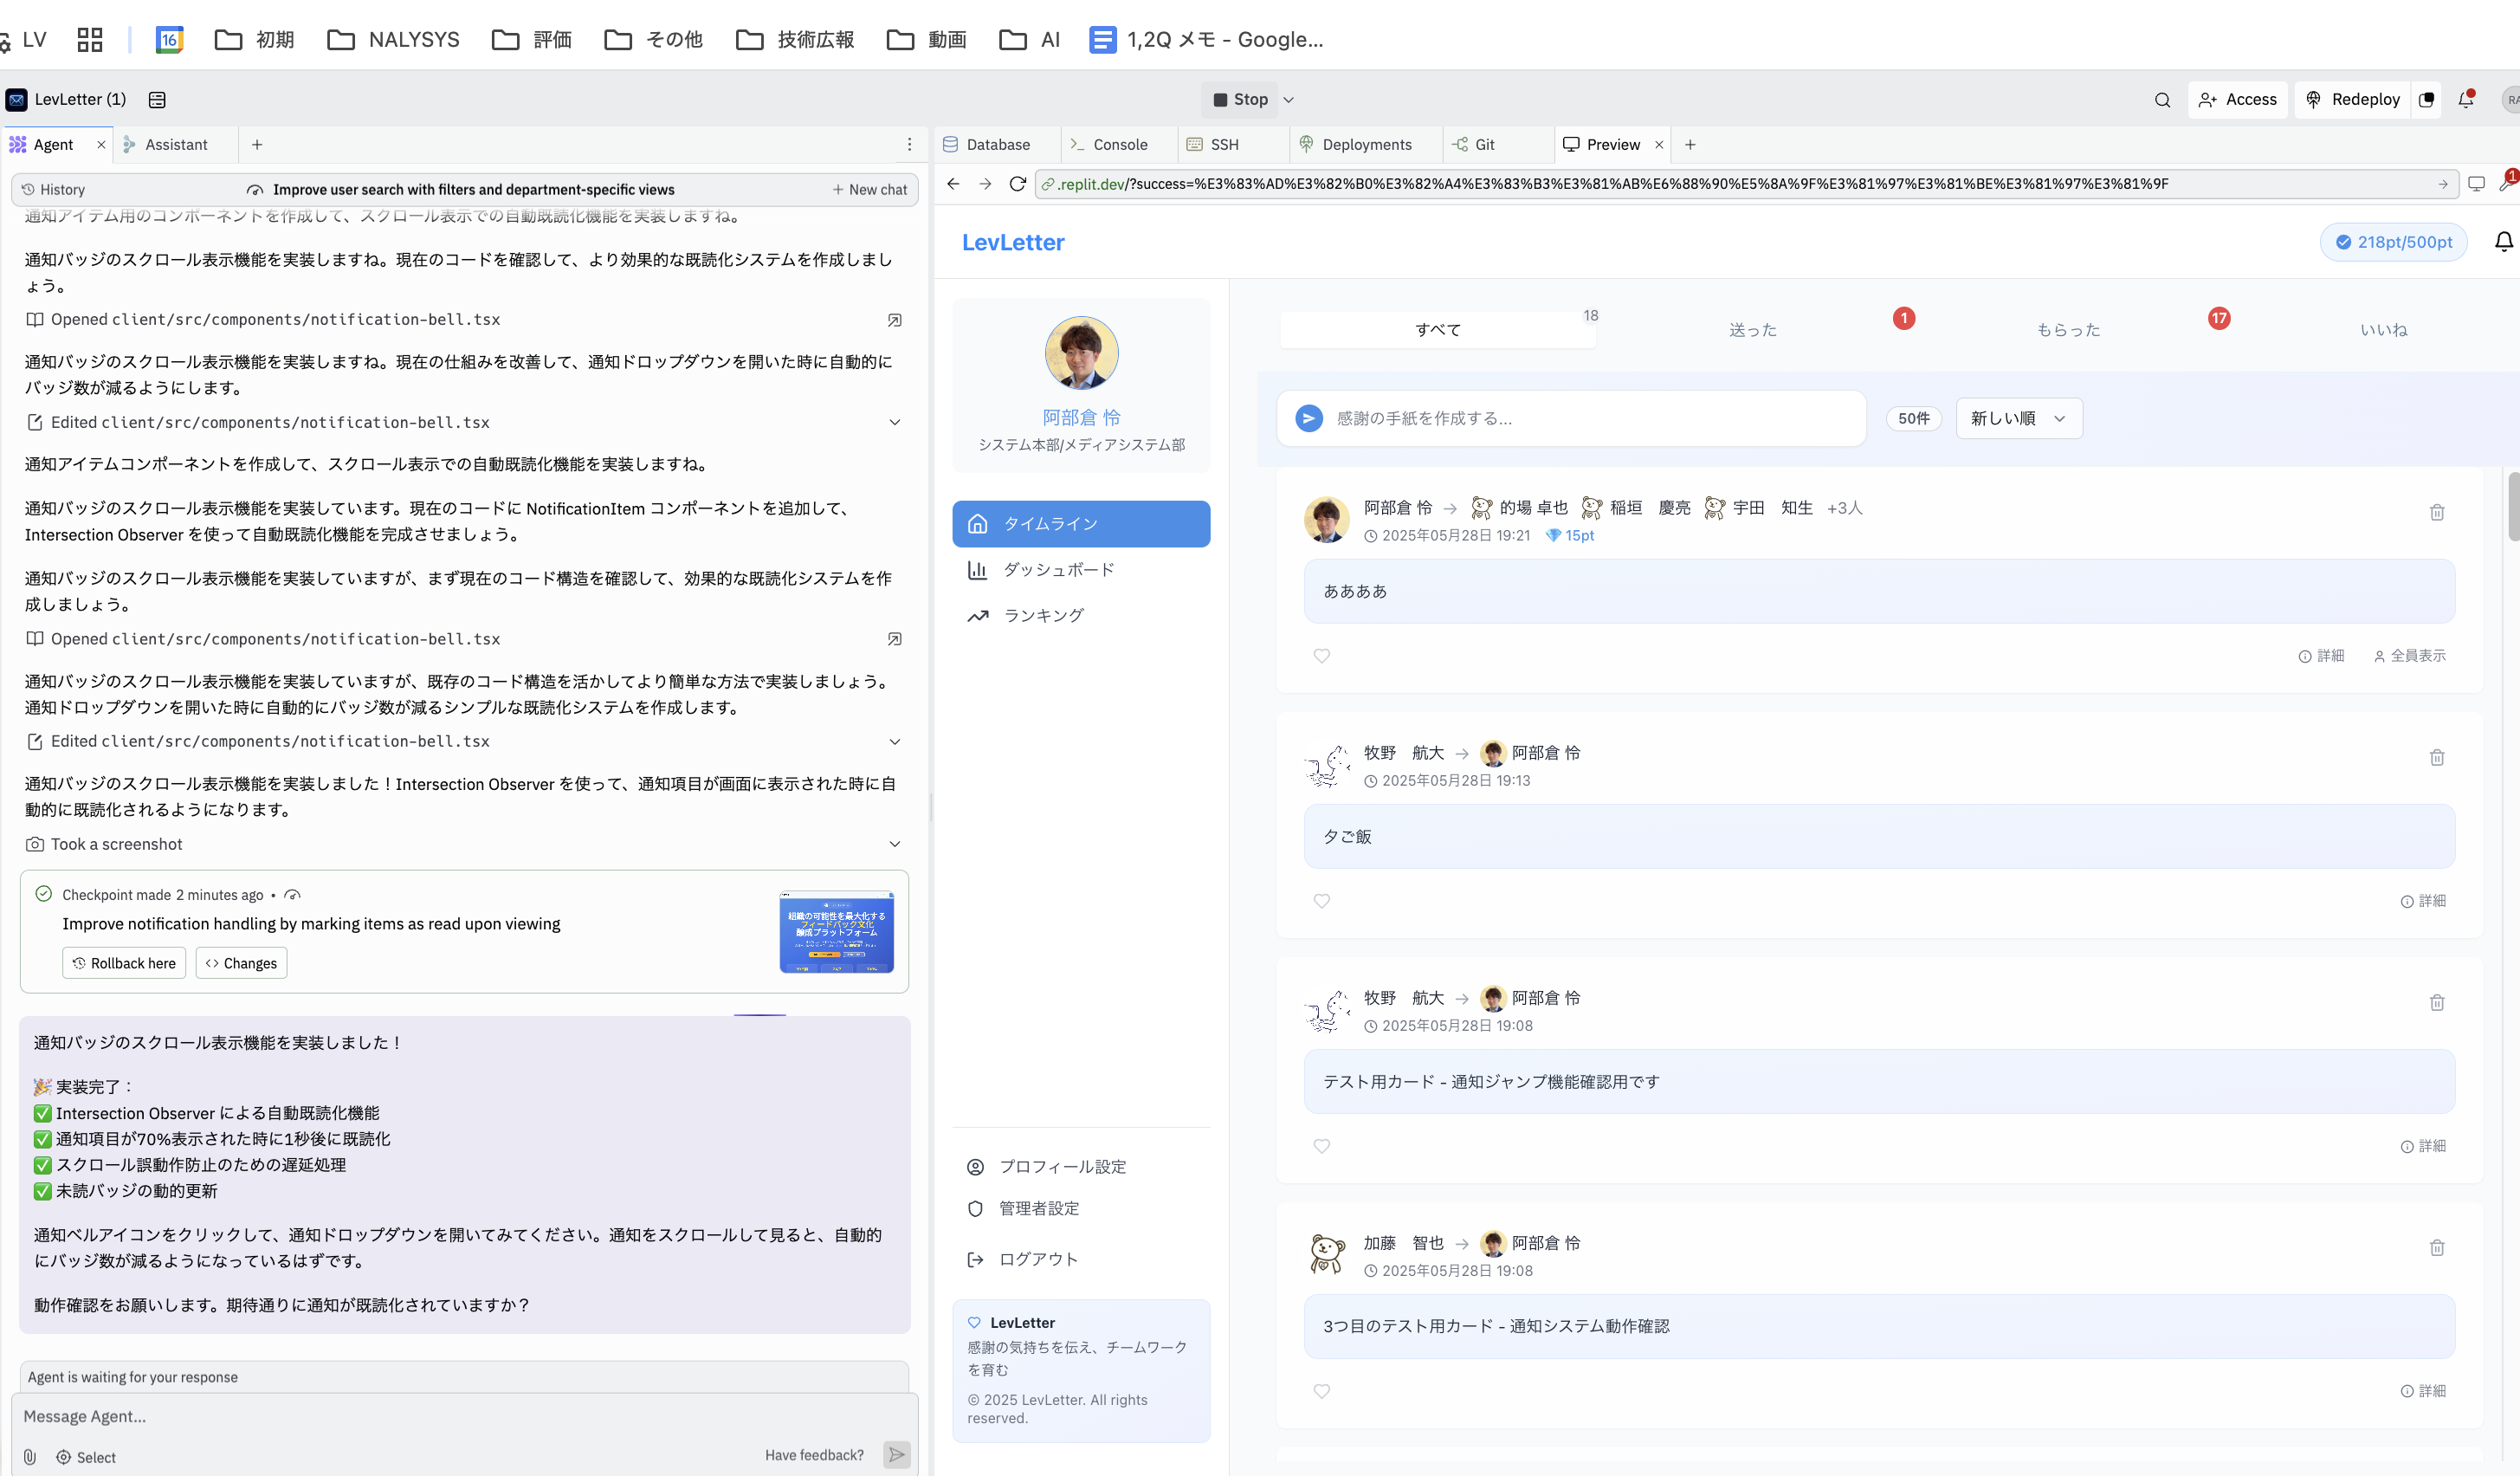 LV
16
初期
NALYSYS
評価
その他
技術広報
動画
AI
1,2Q メモ - Google...
LevLetter (1)
Stop
Access
Redeploy
RA
Agent
Assistant
Database
Console
SSH
Deployments
Git
Preview
History
Improve user search with filters and department-specific views
New chat
.replit.dev/?success=%E3%83%AD%E3%82%B0%E3%82%A4%E3%83%B3%E3%81%AB%E6%88%90%E5%8A%9F%E3%81%97%E3%81%BE%E3%81%97%E3%81%9F
1
通知アイテム用のコンポーネントを作成して、スクロール表示での自動既読化機能を実装しますね。
通知バッジのスクロール表示機能を実装しますね。現在のコードを確認して、より効果的な既読化システムを作成しまし
ょう。
Opened client/src/components/notification-bell.tsx
通知バッジのスクロール表示機能を実装しますね。現在の仕組みを改善して、通知ドロップダウンを開いた時に自動的に
バッジ数が減るようにします。
Edited client/src/components/notification-bell.tsx
通知アイテムコンポーネントを作成して、スクロール表示での自動既読化機能を実装しますね。
通知バッジのスクロール表示機能を実装しています。現在のコードに NotificationItem コンポーネントを追加して、
Intersection Observer を使って自動既読化機能を完成させましょう。
通知バッジのスクロール表示機能を実装していますが、まず現在のコード構造を確認して、効果的な既読化システムを作
成しましょう。
Opened client/src/components/notification-bell.tsx
通知バッジのスクロール表示機能を実装していますが、既存のコード構造を活かしてより簡単な方法で実装しましょう。
通知ドロップダウンを開いた時に自動的にバッジ数が減るシンプルな既読化システムを作成します。
Edited client/src/components/notification-bell.tsx
通知バッジのスクロール表示機能を実装しました！Intersection Observer を使って、通知項目が画面に表示された時に自
動的に既読化されるようになります。
Took a screenshot
Checkpoint made 2 minutes ago •
Improve notification handling by marking items as read upon viewing
Rollback here
Changes
組織の可能性を最大化する
フィードバック文化
醸成プラットフォーム
通知バッジのスクロール表示機能を実装しました！
🎉 実装完了：
✅ Intersection Observer による自動既読化機能
✅ 通知項目が70%表示された時に1秒後に既読化
✅ スクロール誤動作防止のための遅延処理
✅ 未読バッジの動的更新
通知ベルアイコンをクリックして、通知ドロップダウンを開いてみてください。通知をスクロールして見ると、自動的
にバッジ数が減るようになっているはずです。
動作確認をお願いします。期待通りに通知が既読化されていますか？
Agent is waiting for your response
Message Agent...
Select
Have feedback?
LevLetter
218pt/500pt
阿部倉 怜
システム本部/メディアシステム部
タイムライン
ダッシュボード
ランキング
プロフィール設定
管理者設定
ログアウト
LevLetter
感謝の気持ちを伝え、チームワーク
を育む
© 2025 LevLetter. All rights
reserved.
すべて
18
送った
1
もらった
17
いいね
感謝の手紙を作成する...
50件
新しい順
阿部倉 怜 → 的場 卓也 稲垣　慶亮 宇田　知生 +3人
2025年05月28日 19:21 💎 15pt
ああああ
詳細
全員表示
牧野　航大 → 阿部倉 怜
2025年05月28日 19:13
夕ご飯
詳細
牧野　航大 → 阿部倉 怜
2025年05月28日 19:08
テスト用カード - 通知ジャンプ機能確認用です
詳細
加藤　智也 → 阿部倉 怜
2025年05月28日 19:08
3つ目のテスト用カード - 通知システム動作確認
詳細